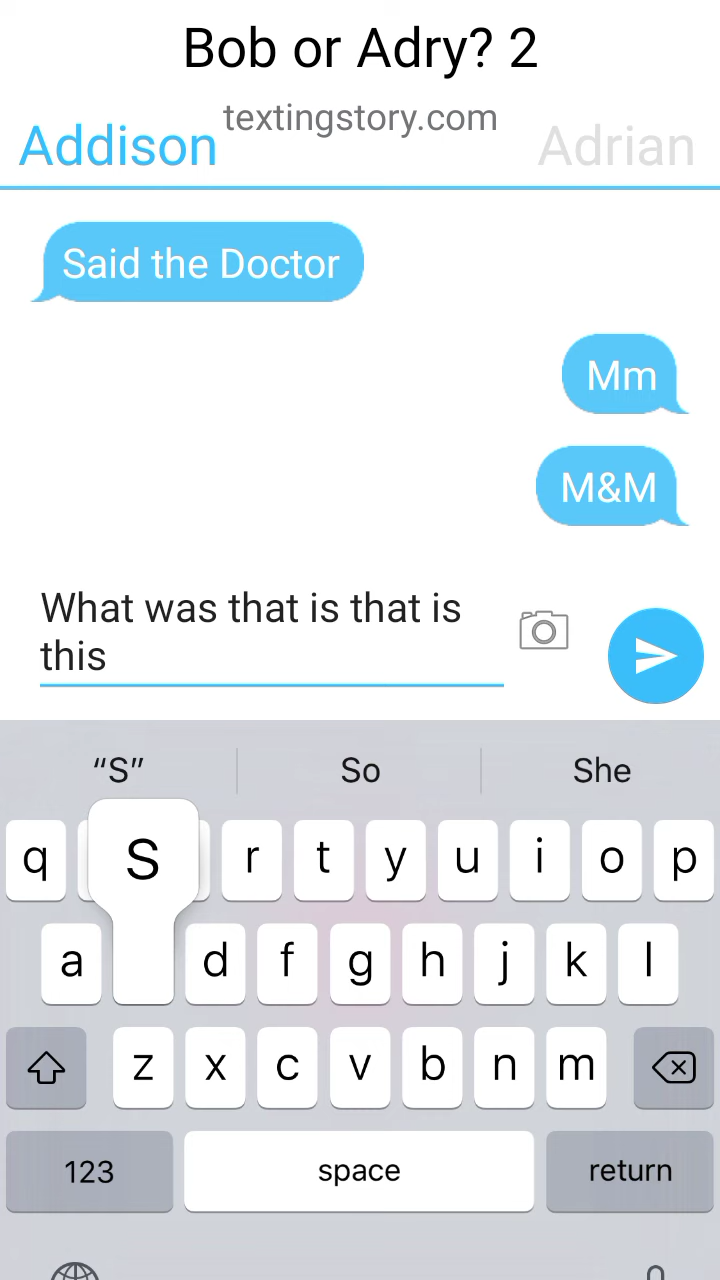 Bob or Adry? 2
textingstory.com
Addison
Adrian
Said the Doctor
Mm
M&M
What was that is that is
this
“S”
So
She
q
S
r
t
y
u
i
o
p
a
d
f
g
h
j
k
l
z
x
c
v
b
n
m
123
space
return